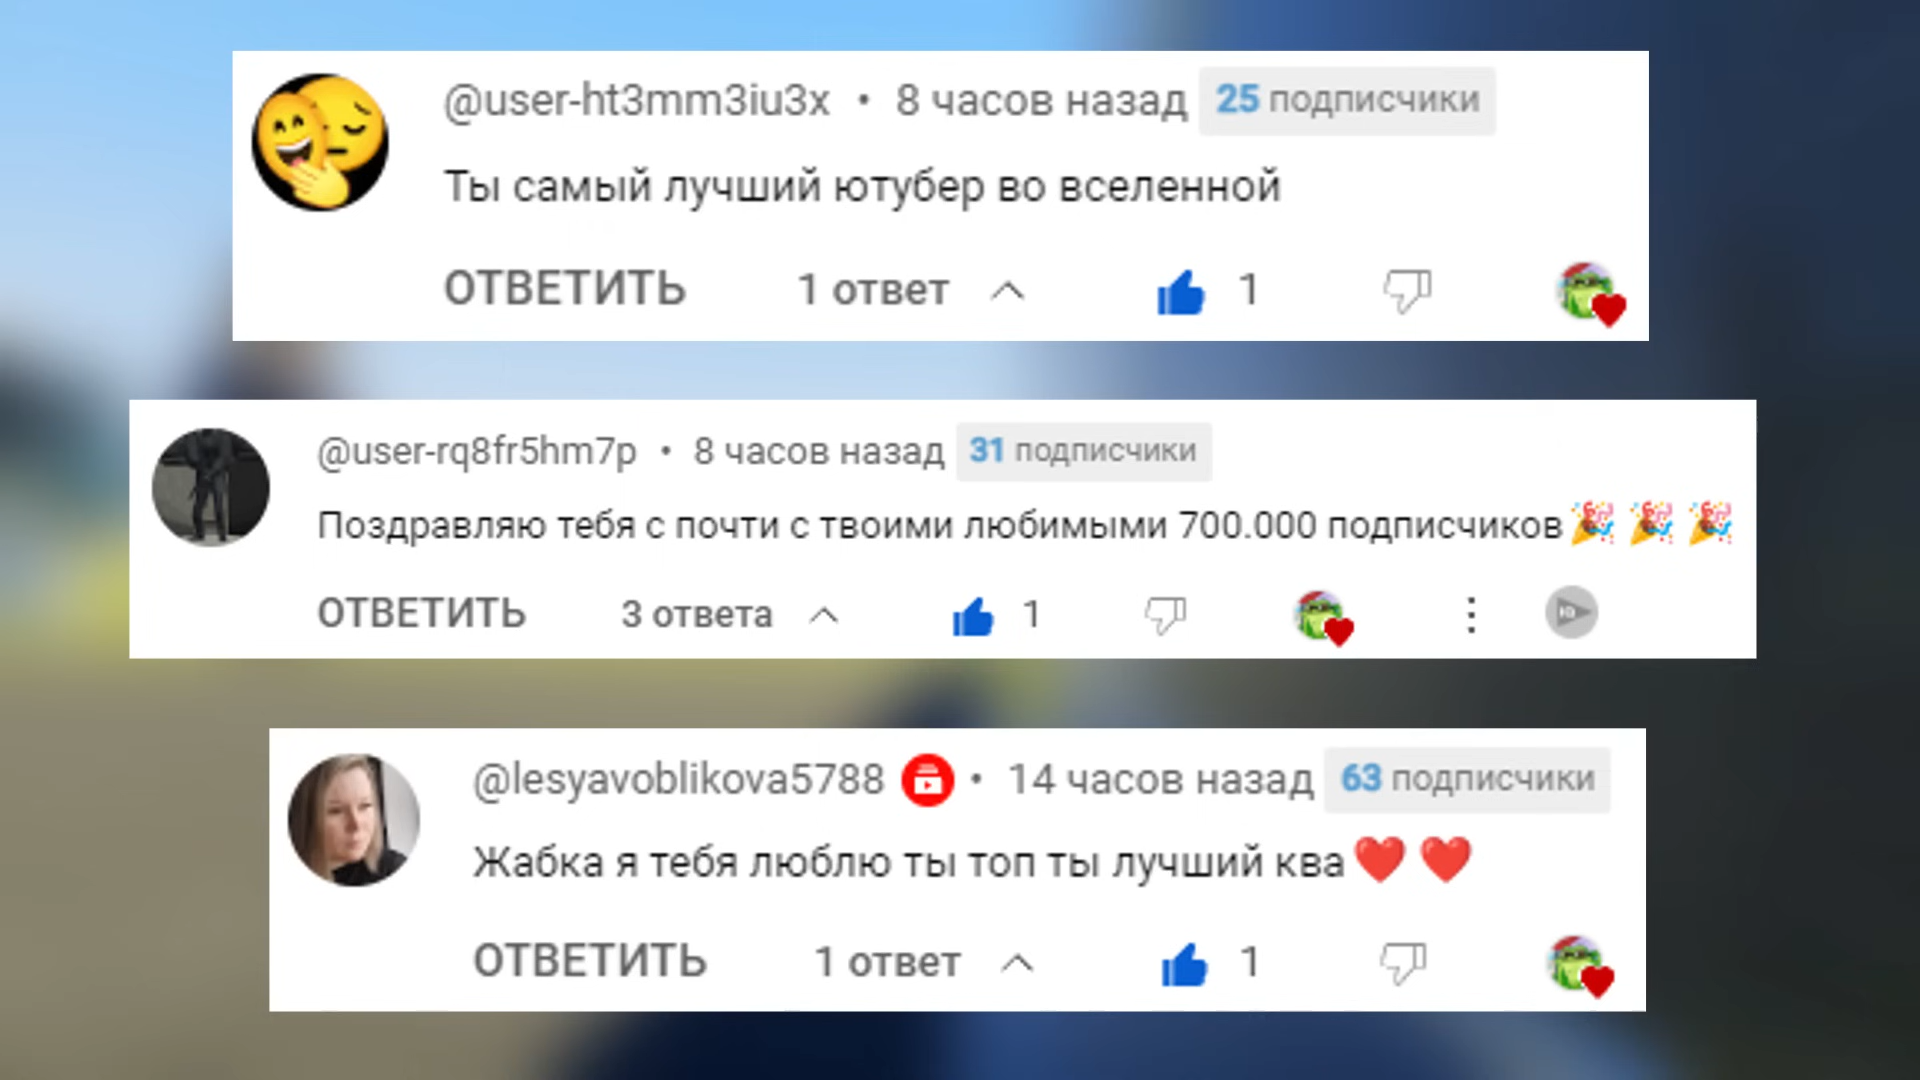 @user-ht3mm3iu3x • 8 часов назад 25 подписчики
Ты самый лучший ютубер во вселенной
ОТВЕТИТЬ 1 ответ 1
@user-rq8fr5hm7p • 8 часов назад 31 подписчики
Поздравляю тебя с почти с твоими любимыми 700.000 подписчиков🎉 🎉 🎉
ОТВЕТИТЬ 3 ответа 1
@lesyavoblikova5788 • 14 часов назад 63 подписчики
Жабка я тебя люблю ты топ ты лучший ква❤️ ❤️
ОТВЕТИТЬ 1 ответ 1